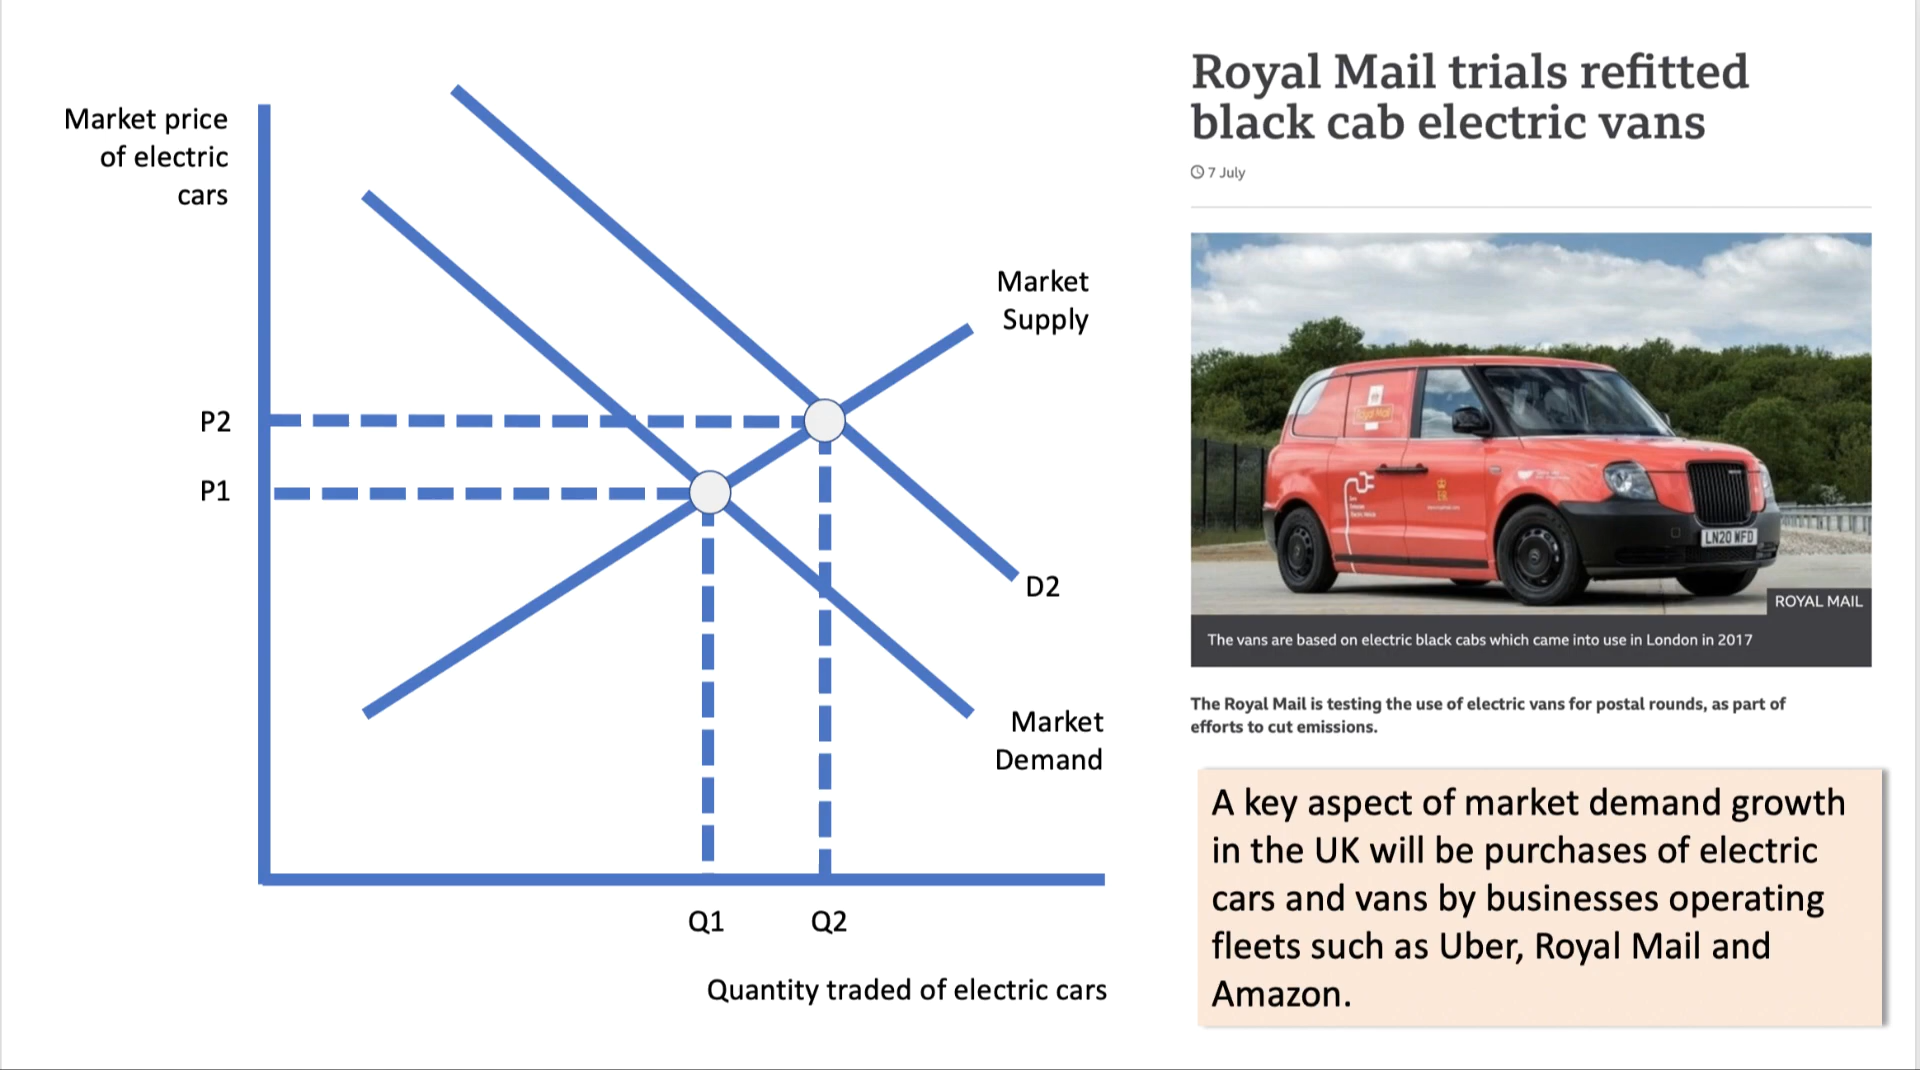 Market price
of electric
cars
P2
P1
Market
Supply
D2
Market
Demand
Q1
Q2
Quantity traded of electric cars
Royal Mail trials refitted
black cab electric vans
7 July
Royal Mail
LN20 WFD
ROYAL MAIL
The vans are based on electric black cabs which came into use in London in 2017
The Royal Mail is testing the use of electric vans for postal rounds, as part of
efforts to cut emissions.
A key aspect of market demand growth
in the UK will be purchases of electric
cars and vans by businesses operating
fleets such as Uber, Royal Mail and
Amazon.